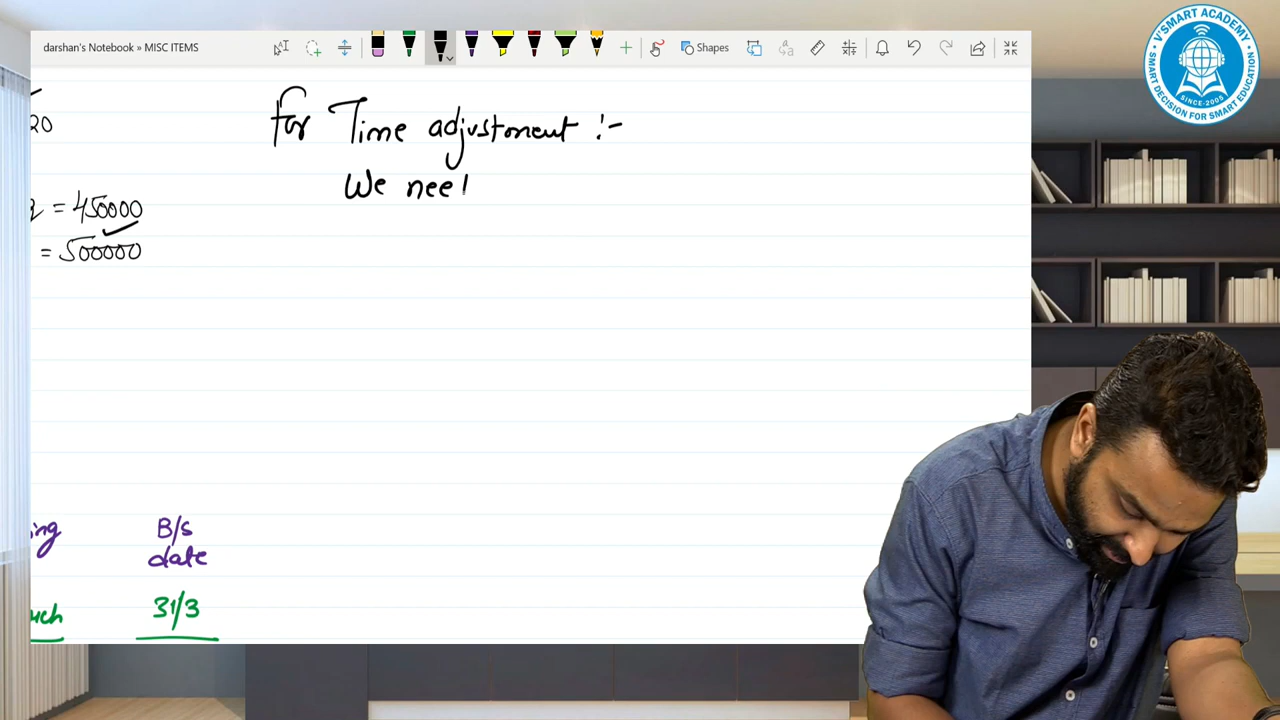 darshan's Notebook » MISC ITEMS
Shapes
V'SMART ACADEMY
SMART DECISION FOR SMART EDUCATION
SINCE-2005
20
For Time adjustment :-
We nee
= 450000
= 500000
ing
B/s
date
uch
31/3